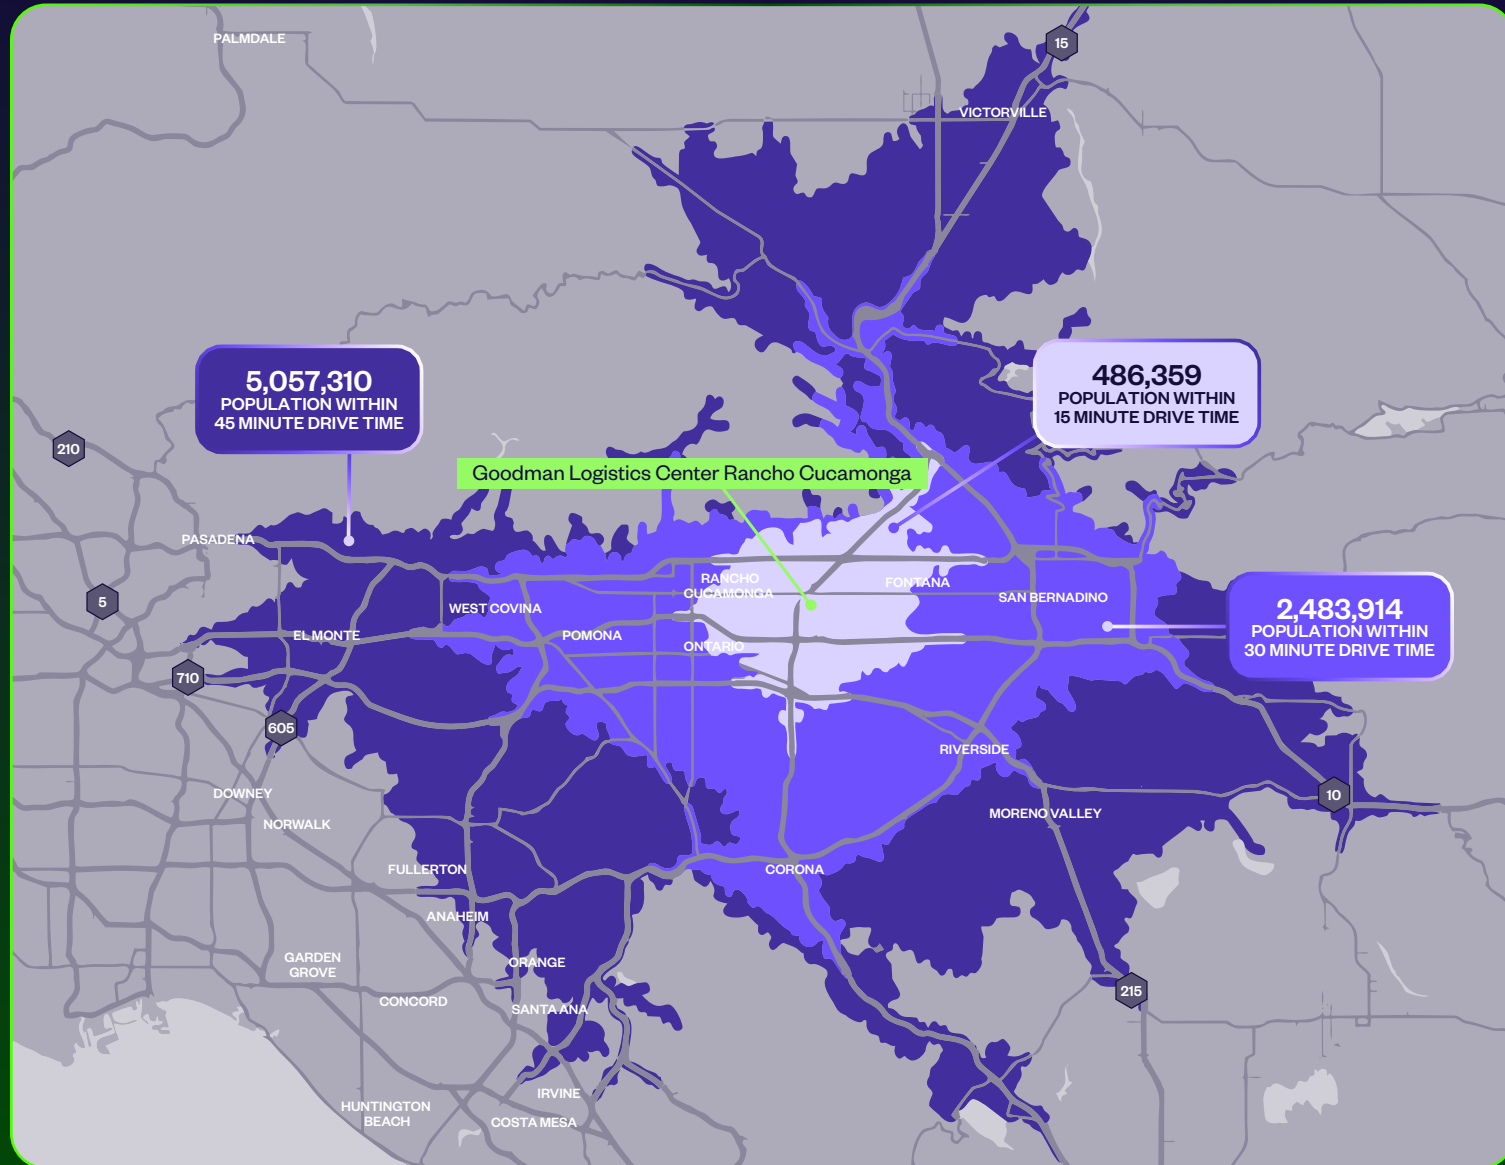 PALMDALE
15
VICTORVILLE
5,057,310
POPULATION WITHIN
45 MINUTE DRIVE TIME
486,359
POPULATION WITHIN
15 MINUTE DRIVE TIME
210
Goodman Logistics Center Rancho Cucamonga
PASADENA
RANCHO
CUCAMONGA
FONTANA
SAN BERNADINO
5
WEST COVINA
2,483,914
POPULATION WITHIN
30 MINUTE DRIVE TIME
EL MONTE
POMONA
ONTARIO
710
605
RIVERSIDE
DOWNEY
10
NORWALK
MORENO VALLEY
FULLERTON
CORONA
ANAHEIM
GARDEN
GROVE
ORANGE
215
CONCORD
SANTA ANA
IRVINE
HUNTINGTON
BEACH
COSTA MESA